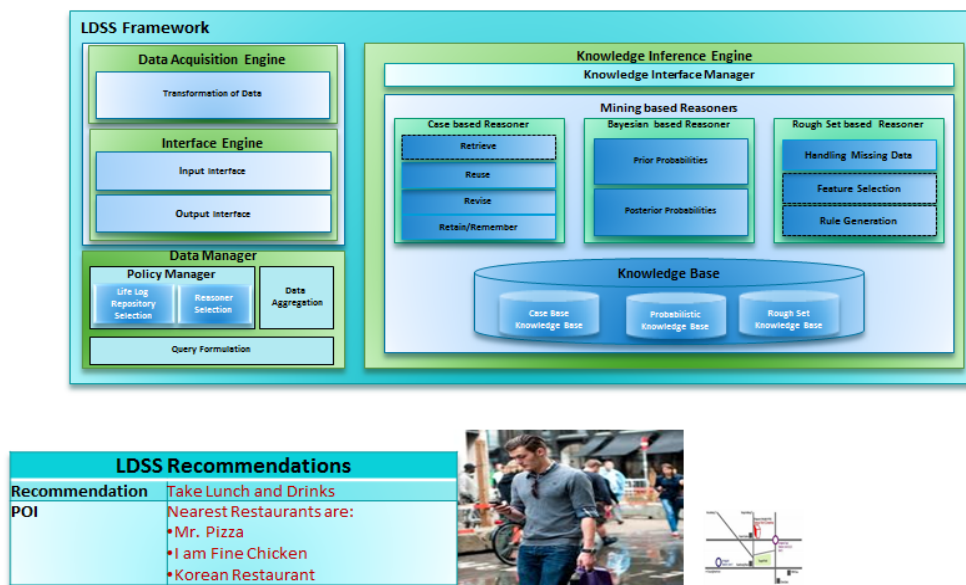 LDSS Framework
Data Acquisition Engine
Transformation of Data
Interface Engine
Input Interface
Output Interface
Data Manager
Policy Manager
Life Log
Repository
Selection
Reasoner
Selection
Data
Aggregation
Query Formulation
Knowledge Inference Engine
Knowledge Interface Manager
Mining based Reasoners
Case based Reasoner
Retrieve
Reuse
Revise
Retain/Remember
Bayesian based Reasoner
Prior Probabilities
Posterior Probabilities
Rough Set based Reasoner
Handling Missing Data
Feature Selection
Rule Generation
Knowledge Base
Case Base
Knowledge Base
Probabilistic
Knowledge Base
Rough Set
Knowledge Base
LDSS Recommendations
Recommendation Take Lunch and Drinks
POI Nearest Restaurants are:
•Mr. Pizza
•I am Fine Chicken
•Korean Restaurant